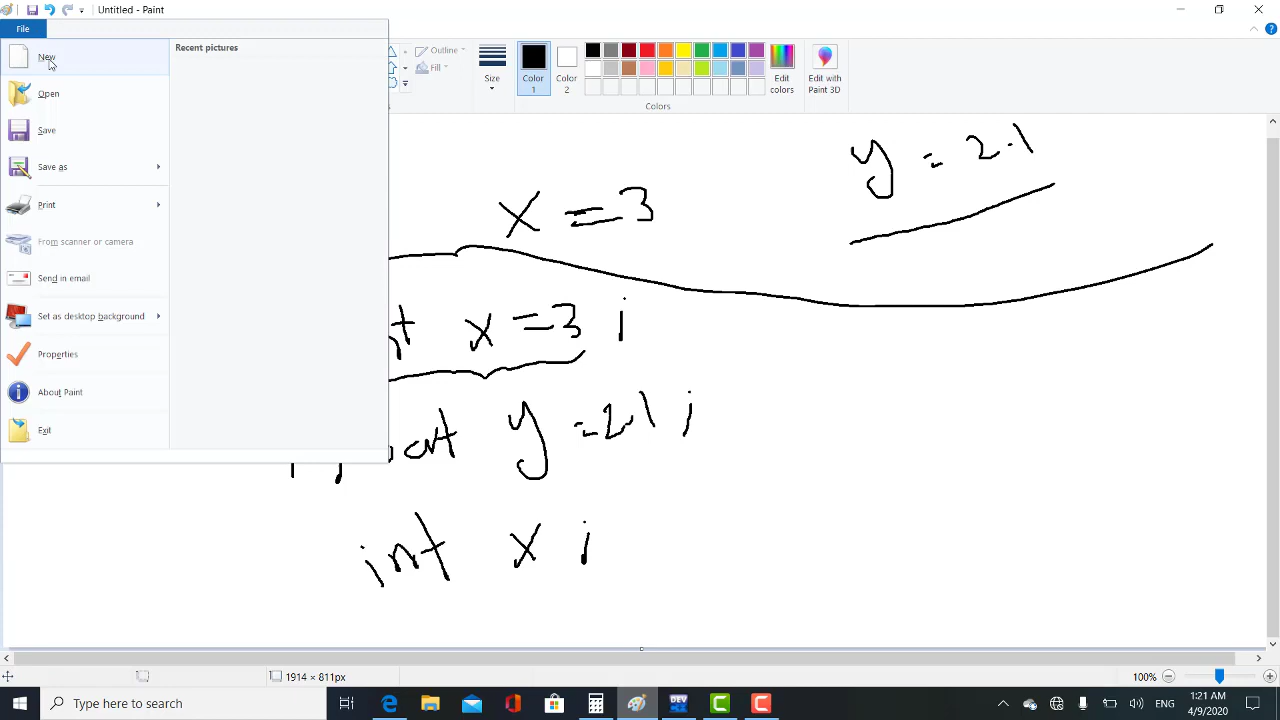 Untitled - Paint
File
New
Recent pictures
Open
Save
Save as
Print
From scanner or camera
Send in email
Set as desktop background
Properties
About Paint
Exit
Outline
Fill
Size
Color 1
Color 2
Edit colors
Edit with Paint 3D
Colors
y = 2.1
x = 3
x = 3 ;
y = 2.1 ;
int x ;
1914 × 811px
100%
Type here to search
ENG
1:21 AM
4/9/2020